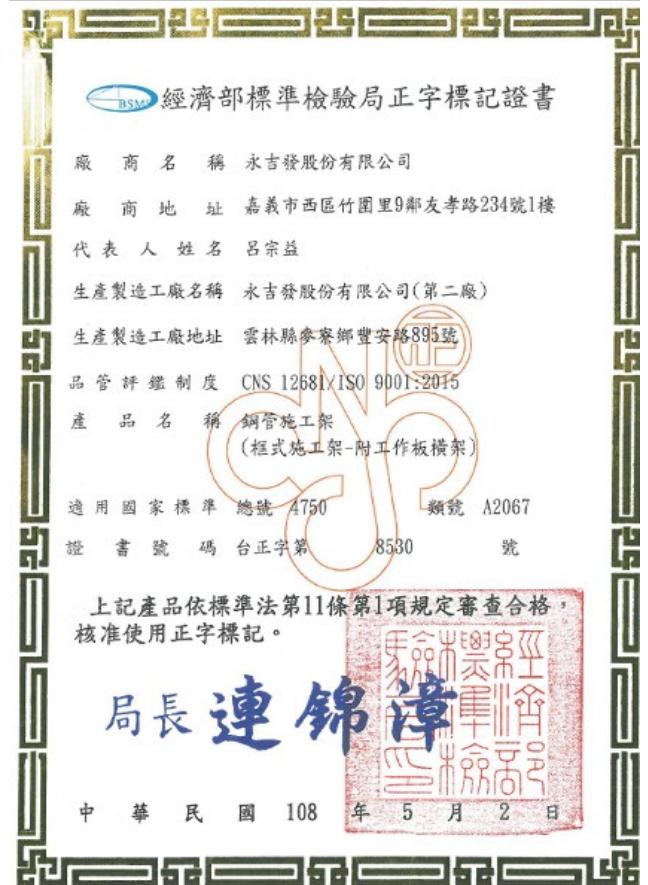 BSMI 經濟部標準檢驗局正字標記證書
廠商名稱 永吉發股份有限公司
廠商地址 嘉義市西區竹圍里9鄰友孝路234號1樓
代表人姓名 呂宗益
生產製造工廠名稱 永吉發股份有限公司(第二廠)
生產製造工廠地址 雲林縣麥寮鄉豐安路895號
品管評鑑制度 CNS 12681/ISO 9001:2015
產品名稱 鋼管施工架
(框式施工架-附工作板橫架)
適用國家標準 總號 4750 類號 A2067
證書號碼 台正字第 8530 號
上記產品依標準法第11條第1項規定審查合格，
核准使用正字標記。
局長 連錦漳
經濟部標準檢驗局印
中華民國 108 年 5 月 2 日